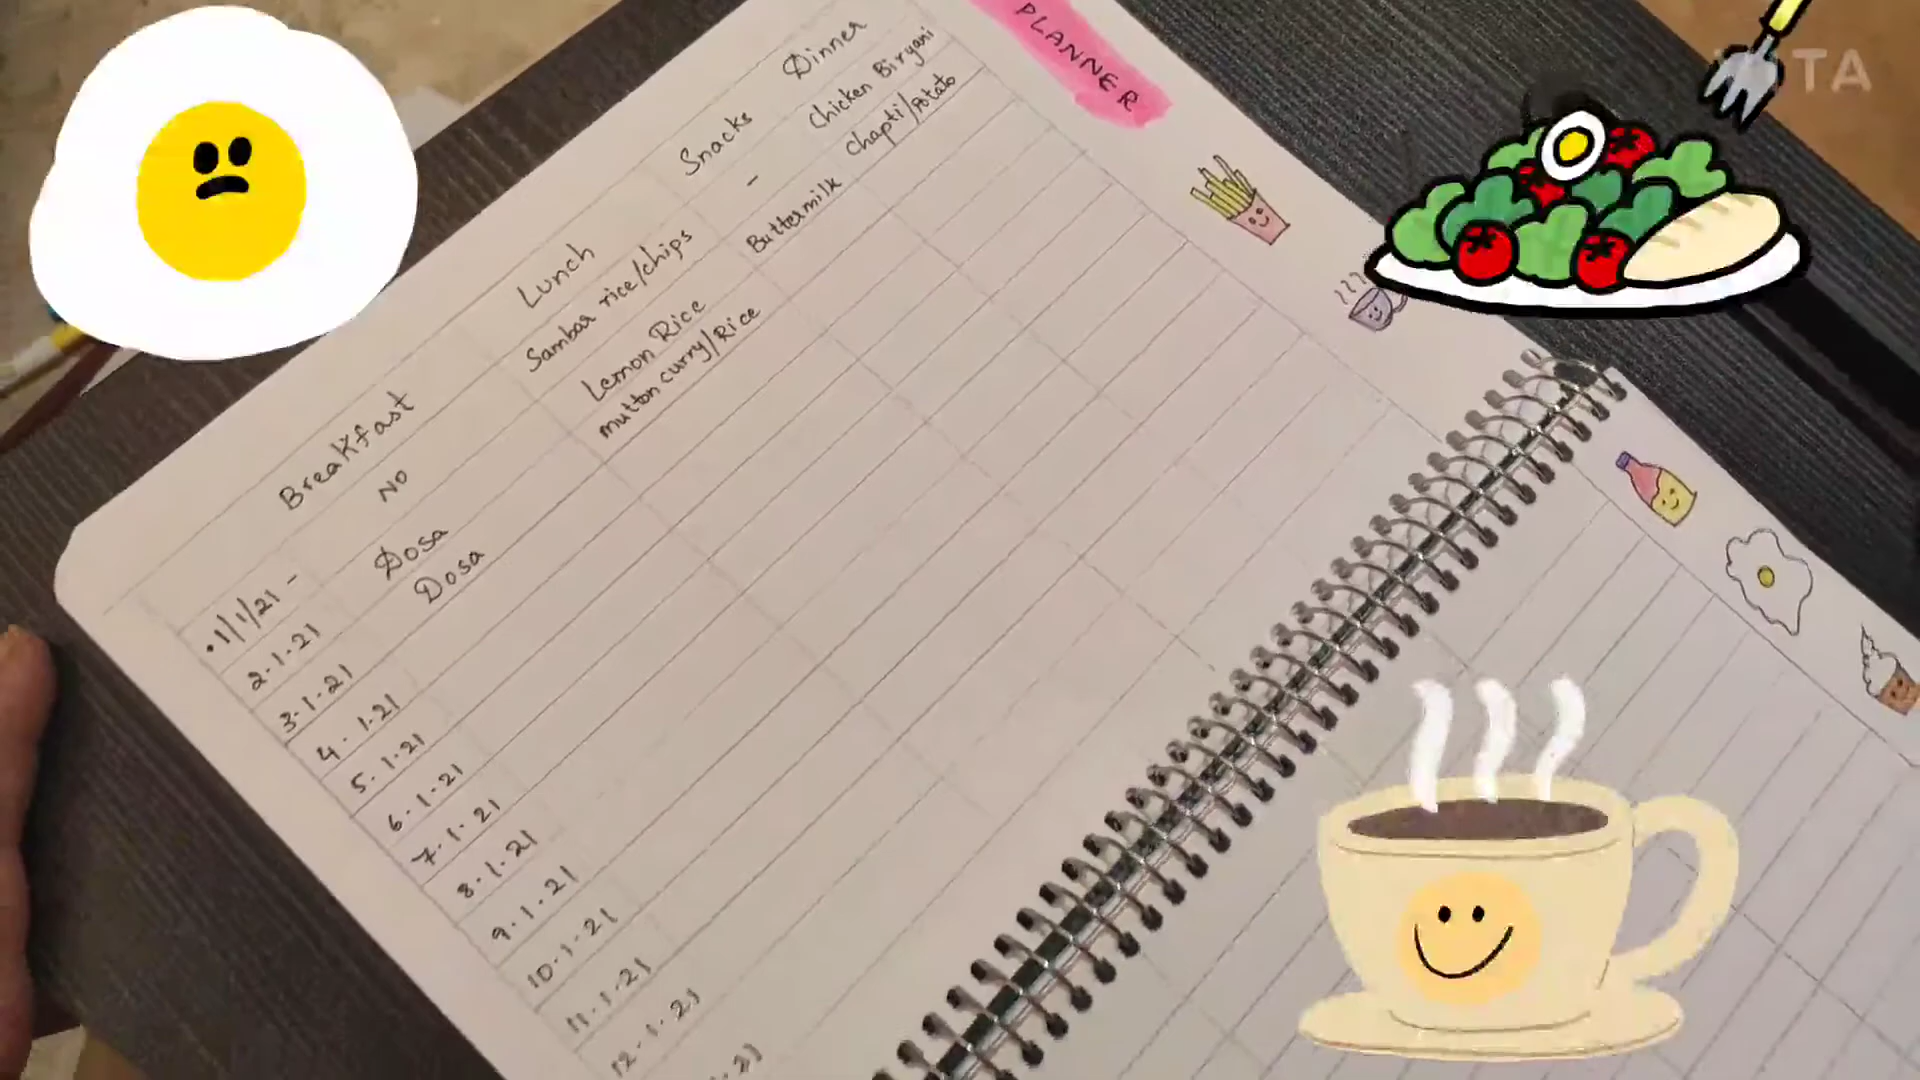 PLANNER
Breakfast Lunch Snacks Dinner
. 1/1/21 - No Sambar rice/chips - chicken Biryani
2.1.21 Dosa Lemon Rice Buttermilk chapti/Potato
3.1.21 Dosa mutton curry/Rice
4.1.21
5.1.21
6.1.21
7.1.21
8.1.21
9.1.21
10.1.21
11.1.21
12.1.21
.21
TA